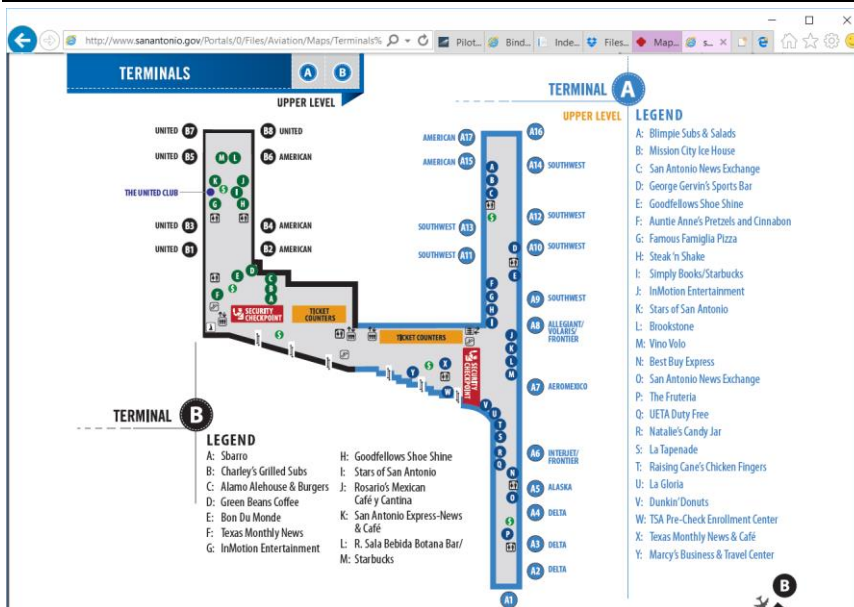 http://www.sanantonio.gov/Portals/0/Files/Aviation/Maps/Terminals%
Pilot...
Bind...
Inde...
Files...
Map...
s...
TERMINALS
A
B
UPPER LEVEL
TERMINAL A
UPPER LEVEL
UNITED B7
B8 UNITED
UNITED B5
B6 AMERICAN
THE UNITED CLUB
UNITED B3
B4 AMERICAN
UNITED B1
B2 AMERICAN
M L
K J
I
G H
E D
F
C
B
A
SECURITY CHECKPOINT
TICKET COUNTERS
TICKET COUNTERS
SECURITY CHECKPOINT
AMERICAN A17
A16
AMERICAN A15
A14 SOUTHWEST
SOUTHWEST A13
A12 SOUTHWEST
SOUTHWEST A11
A10 SOUTHWEST
A9 SOUTHWEST
A8 ALLEGIANT/
VOLARIS/
FRONTIER
A7 AEROMEXICO
A6 INTERJET/
FRONTIER
A5 ALASKA
A4 DELTA
A3 DELTA
A2 DELTA
A1
A
B
C
D
E
F
G
H
I
J
K
L
M
X
Y
W
V
U
T
S
R
Q
N
O
P
LEGEND
A: Blimpie Subs & Salads
B: Mission City Ice House
C: San Antonio News Exchange
D: George Gervin's Sports Bar
E: Goodfellows Shoe Shine
F: Auntie Anne's Pretzels and Cinnabon
G: Famous Famiglia Pizza
H: Steak 'n Shake
I: Simply Books/Starbucks
J: InMotion Entertainment
K: Stars of San Antonio
L: Brookstone
M: Vino Volo
N: Best Buy Express
O: San Antonio News Exchange
P: The Fruteria
Q: UETA Duty Free
R: Natalie's Candy Jar
S: La Tapenade
T: Raising Cane's Chicken Fingers
U: La Gloria
V: Dunkin'Donuts
W: TSA Pre-Check Enrollment Center
X: Texas Monthly News & Café
Y: Marcy's Business & Travel Center
TERMINAL B
LEGEND
A: Sbarro
B: Charley's Grilled Subs
C: Alamo Alehouse & Burgers
D: Green Beans Coffee
E: Bon Du Monde
F: Texas Monthly News
G: InMotion Entertainment
H: Goodfellows Shoe Shine
I: Stars of San Antonio
J: Rosario's Mexican
Café y Cantina
K: San Antonio Express-News
& Café
L: R. Sala Bebida Botana Bar/
M: Starbucks
B